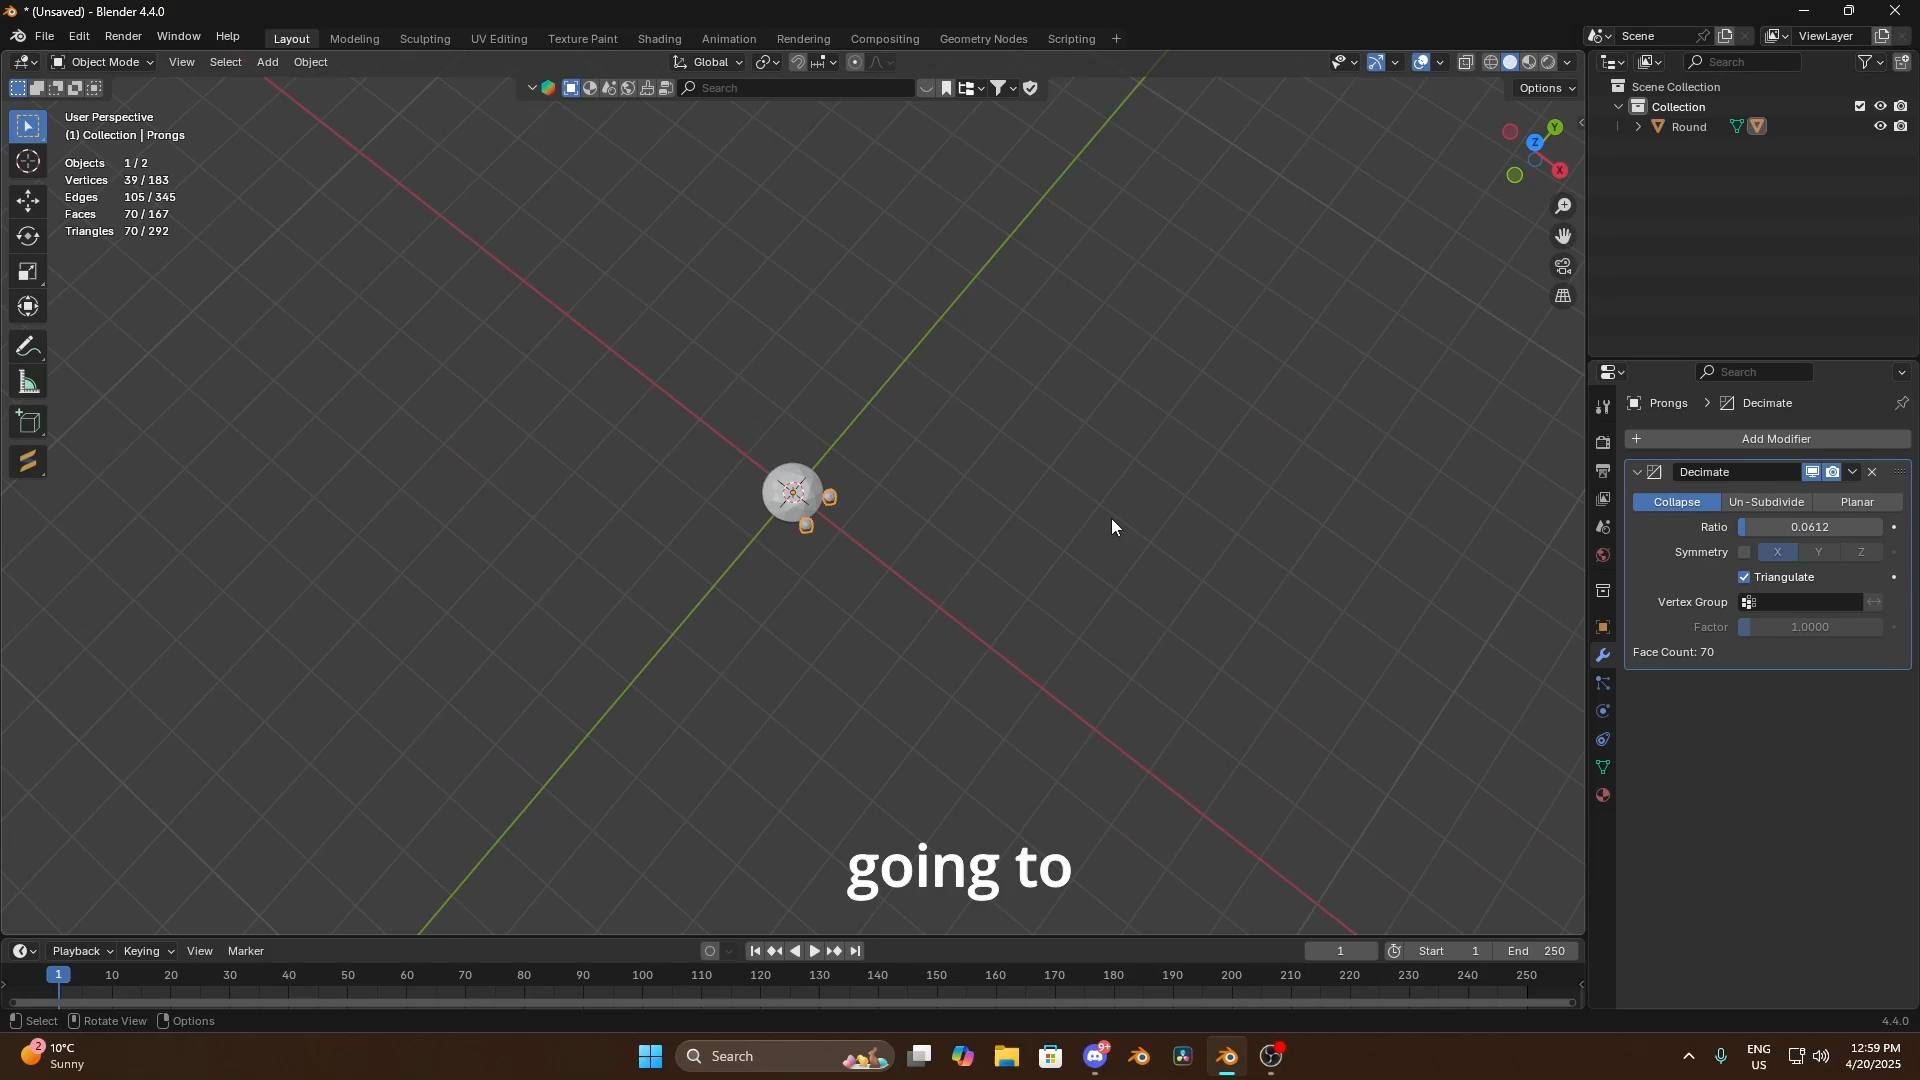 * (Unsaved) - Blender 4.4.0
File Edit Render Window Help Layout Modeling Sculpting UV Editing Texture Paint Shading Animation Rendering Compositing Geometry Nodes Scripting + Scene ViewLayer
Object Mode View Select Add Object Global Search
Search Options
User Perspective
(1) Collection | Prongs
Objects 1 / 2
Vertices 39 / 183
Edges 105 / 345
Faces 70 / 167
Triangles 70 / 292
Y
Z
X
Scene Collection
Collection
Round
Search
Prongs > Decimate
+ Add Modifier
Decimate
Collapse Un-Subdivide Planar
Ratio 0.0612
Symmetry X Y Z
Triangulate
Vertex Group
Factor 1.0000
Face Count: 70
going to
Playback Keying View Marker 1 Start 1 End 250
1 10 20 30 40 50 60 70 80 90 100 110 120 130 140 150 160 170 180 190 200 210 220 230 240 250
Select Rotate View Options 4.4.0
2
10°C
Sunny
Search
9+
ENG
US
12:59 PM
4/20/2025